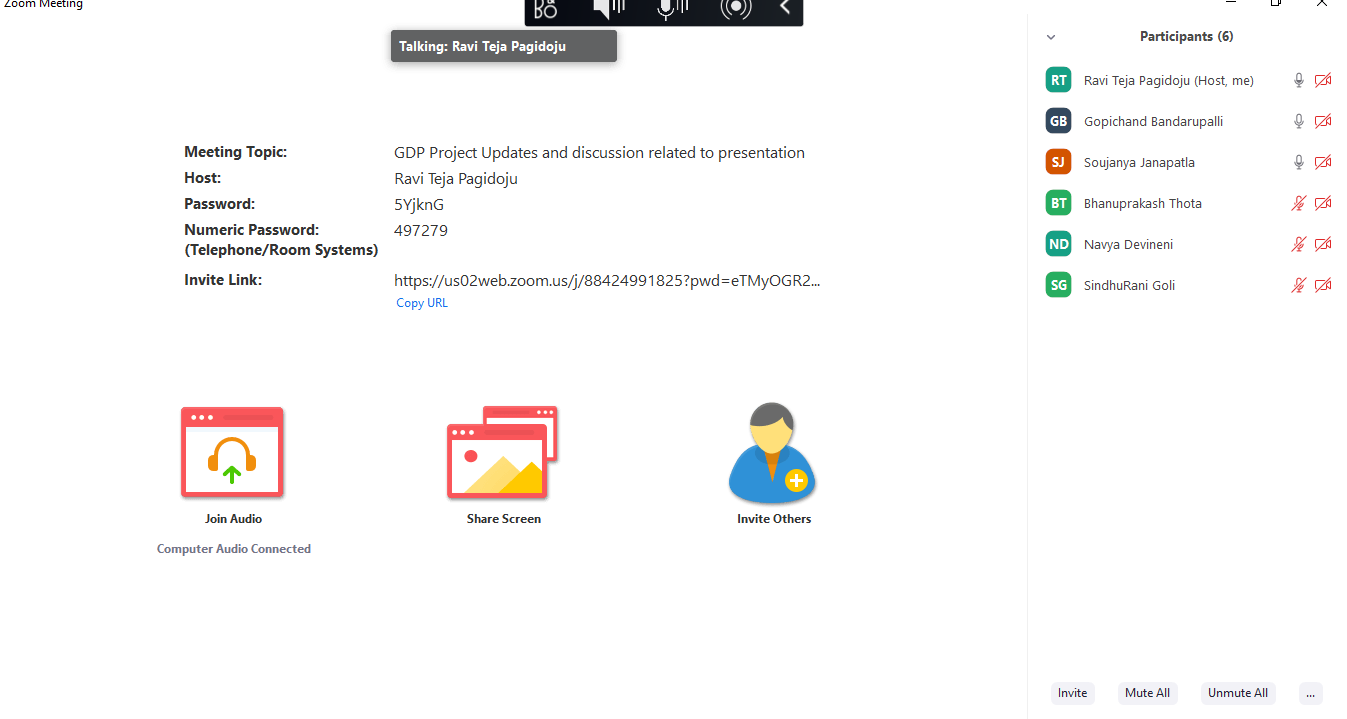 Zoom Meeting
Talking: Ravi Teja Pagidoju
Meeting Topic: GDP Project Updates and discussion related to presentation
Host: Ravi Teja Pagidoju
Password: 5YjknG
Numeric Password: 497279
(Telephone/Room Systems)
Invite Link: https://us02web.zoom.us/j/88424991825?pwd=eTMyOGR2...
Copy URL
Join Audio
Computer Audio Connected
Share Screen
Invite Others
Participants (6)
RT Ravi Teja Pagidoju (Host, me)
GB Gopichand Bandarupalli
SJ Soujanya Janapatla
BT Bhanuprakash Thota
ND Navya Devineni
SG SindhuRani Goli
Invite Mute All Unmute All ...